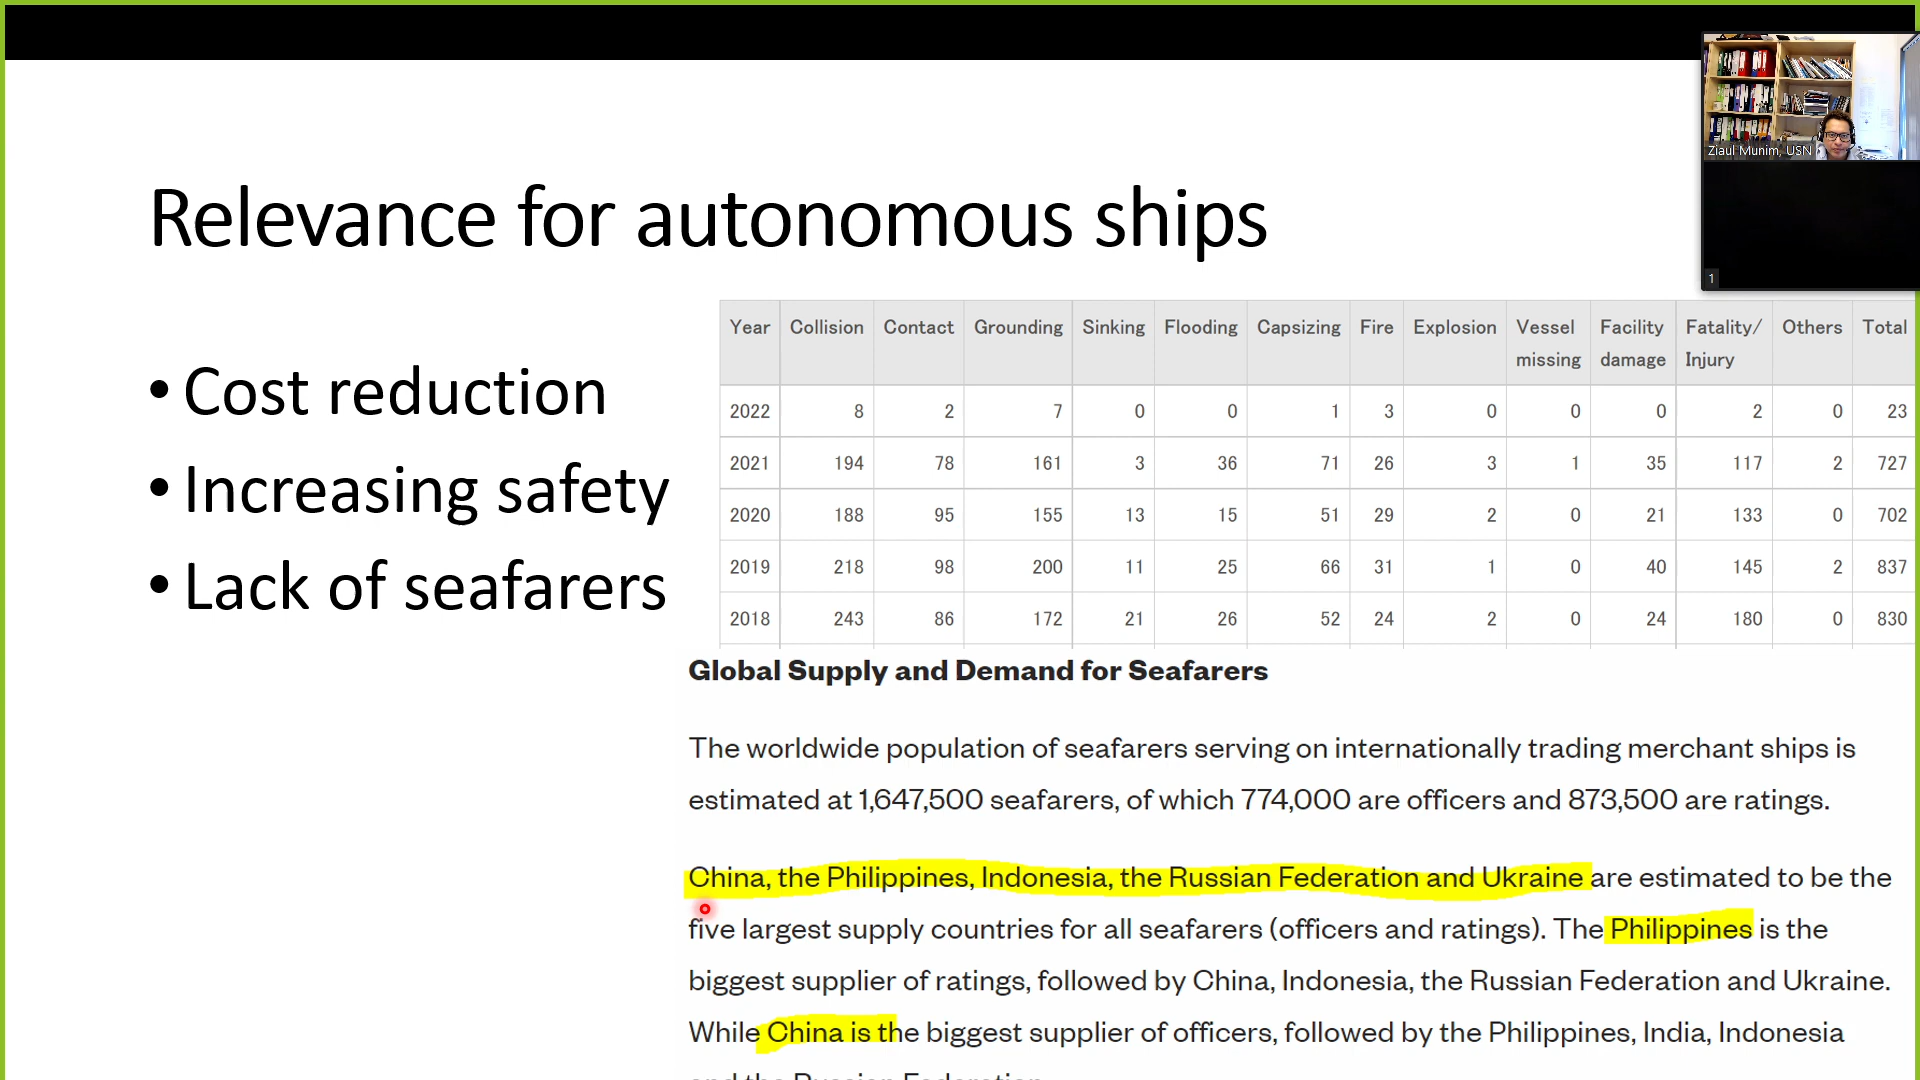 Ziaul Munim, USN
1
Relevance for autonomous ships
• Cost reduction
• Increasing safety
• Lack of seafarers
Year Collision Contact Grounding Sinking Flooding Capsizing Fire Explosion Vessel missing Facility damage Fatality/ Injury Others Total
2022 8 2 7 0 0 1 3 0 0 0 2 0 23
2021 194 78 161 3 36 71 26 3 1 35 117 2 727
2020 188 95 155 13 15 51 29 2 0 21 133 0 702
2019 218 98 200 11 25 66 31 1 0 40 145 2 837
2018 243 86 172 21 26 52 24 2 0 24 180 0 830
Global Supply and Demand for Seafarers
The worldwide population of seafarers serving on internationally trading merchant ships is
estimated at 1,647,500 seafarers, of which 774,000 are officers and 873,500 are ratings.
China, the Philippines, Indonesia, the Russian Federation and Ukraine are estimated to be the
five largest supply countries for all seafarers (officers and ratings). The Philippines is the
biggest supplier of ratings, followed by China, Indonesia, the Russian Federation and Ukraine.
While China is the biggest supplier of officers, followed by the Philippines, India, Indonesia
and the Russian Federation